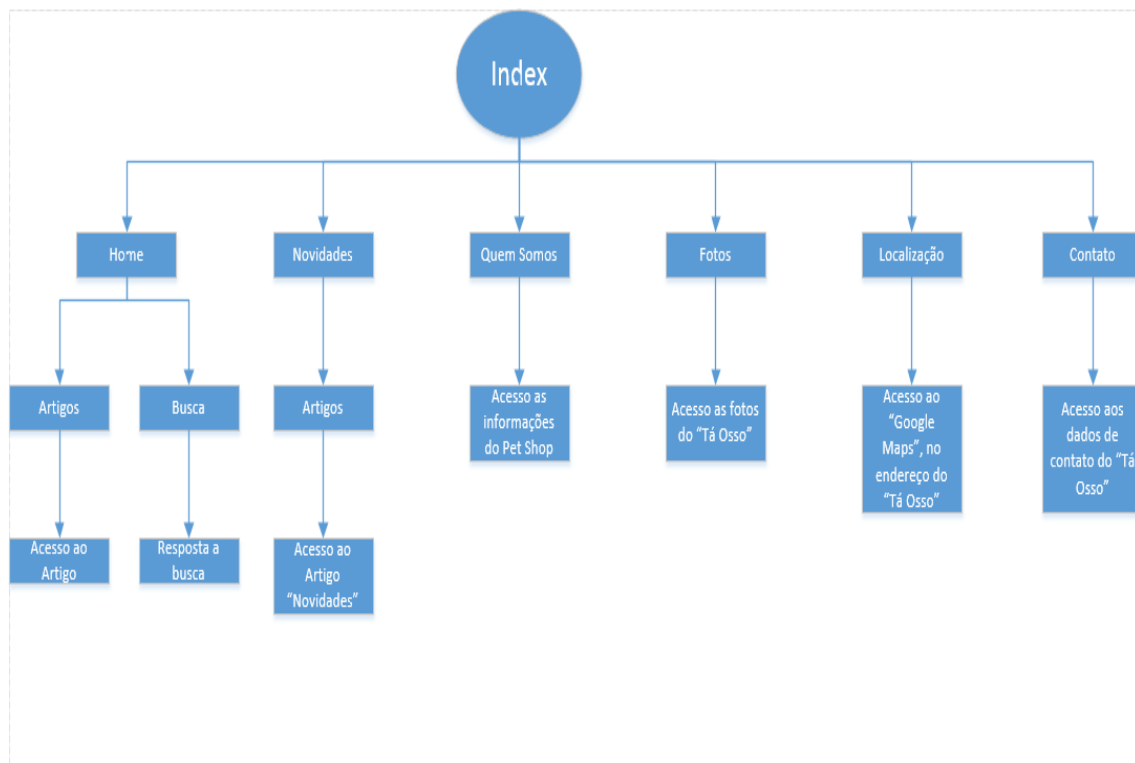 Index
Home
Novidades
Quem Somos
Fotos
Localização
Contato
Artigos
Busca
Artigos
Acesso as
informações
do Pet Shop
Acesso as fotos
do “Tá Osso”
Acesso ao
“Google
Maps”, no
endereço do
“Tá Osso”
Acesso aos
dados de
contato do “Tá
Osso”
Acesso ao
Artigo
Resposta a
busca
Acesso ao
Artigo
“Novidades”